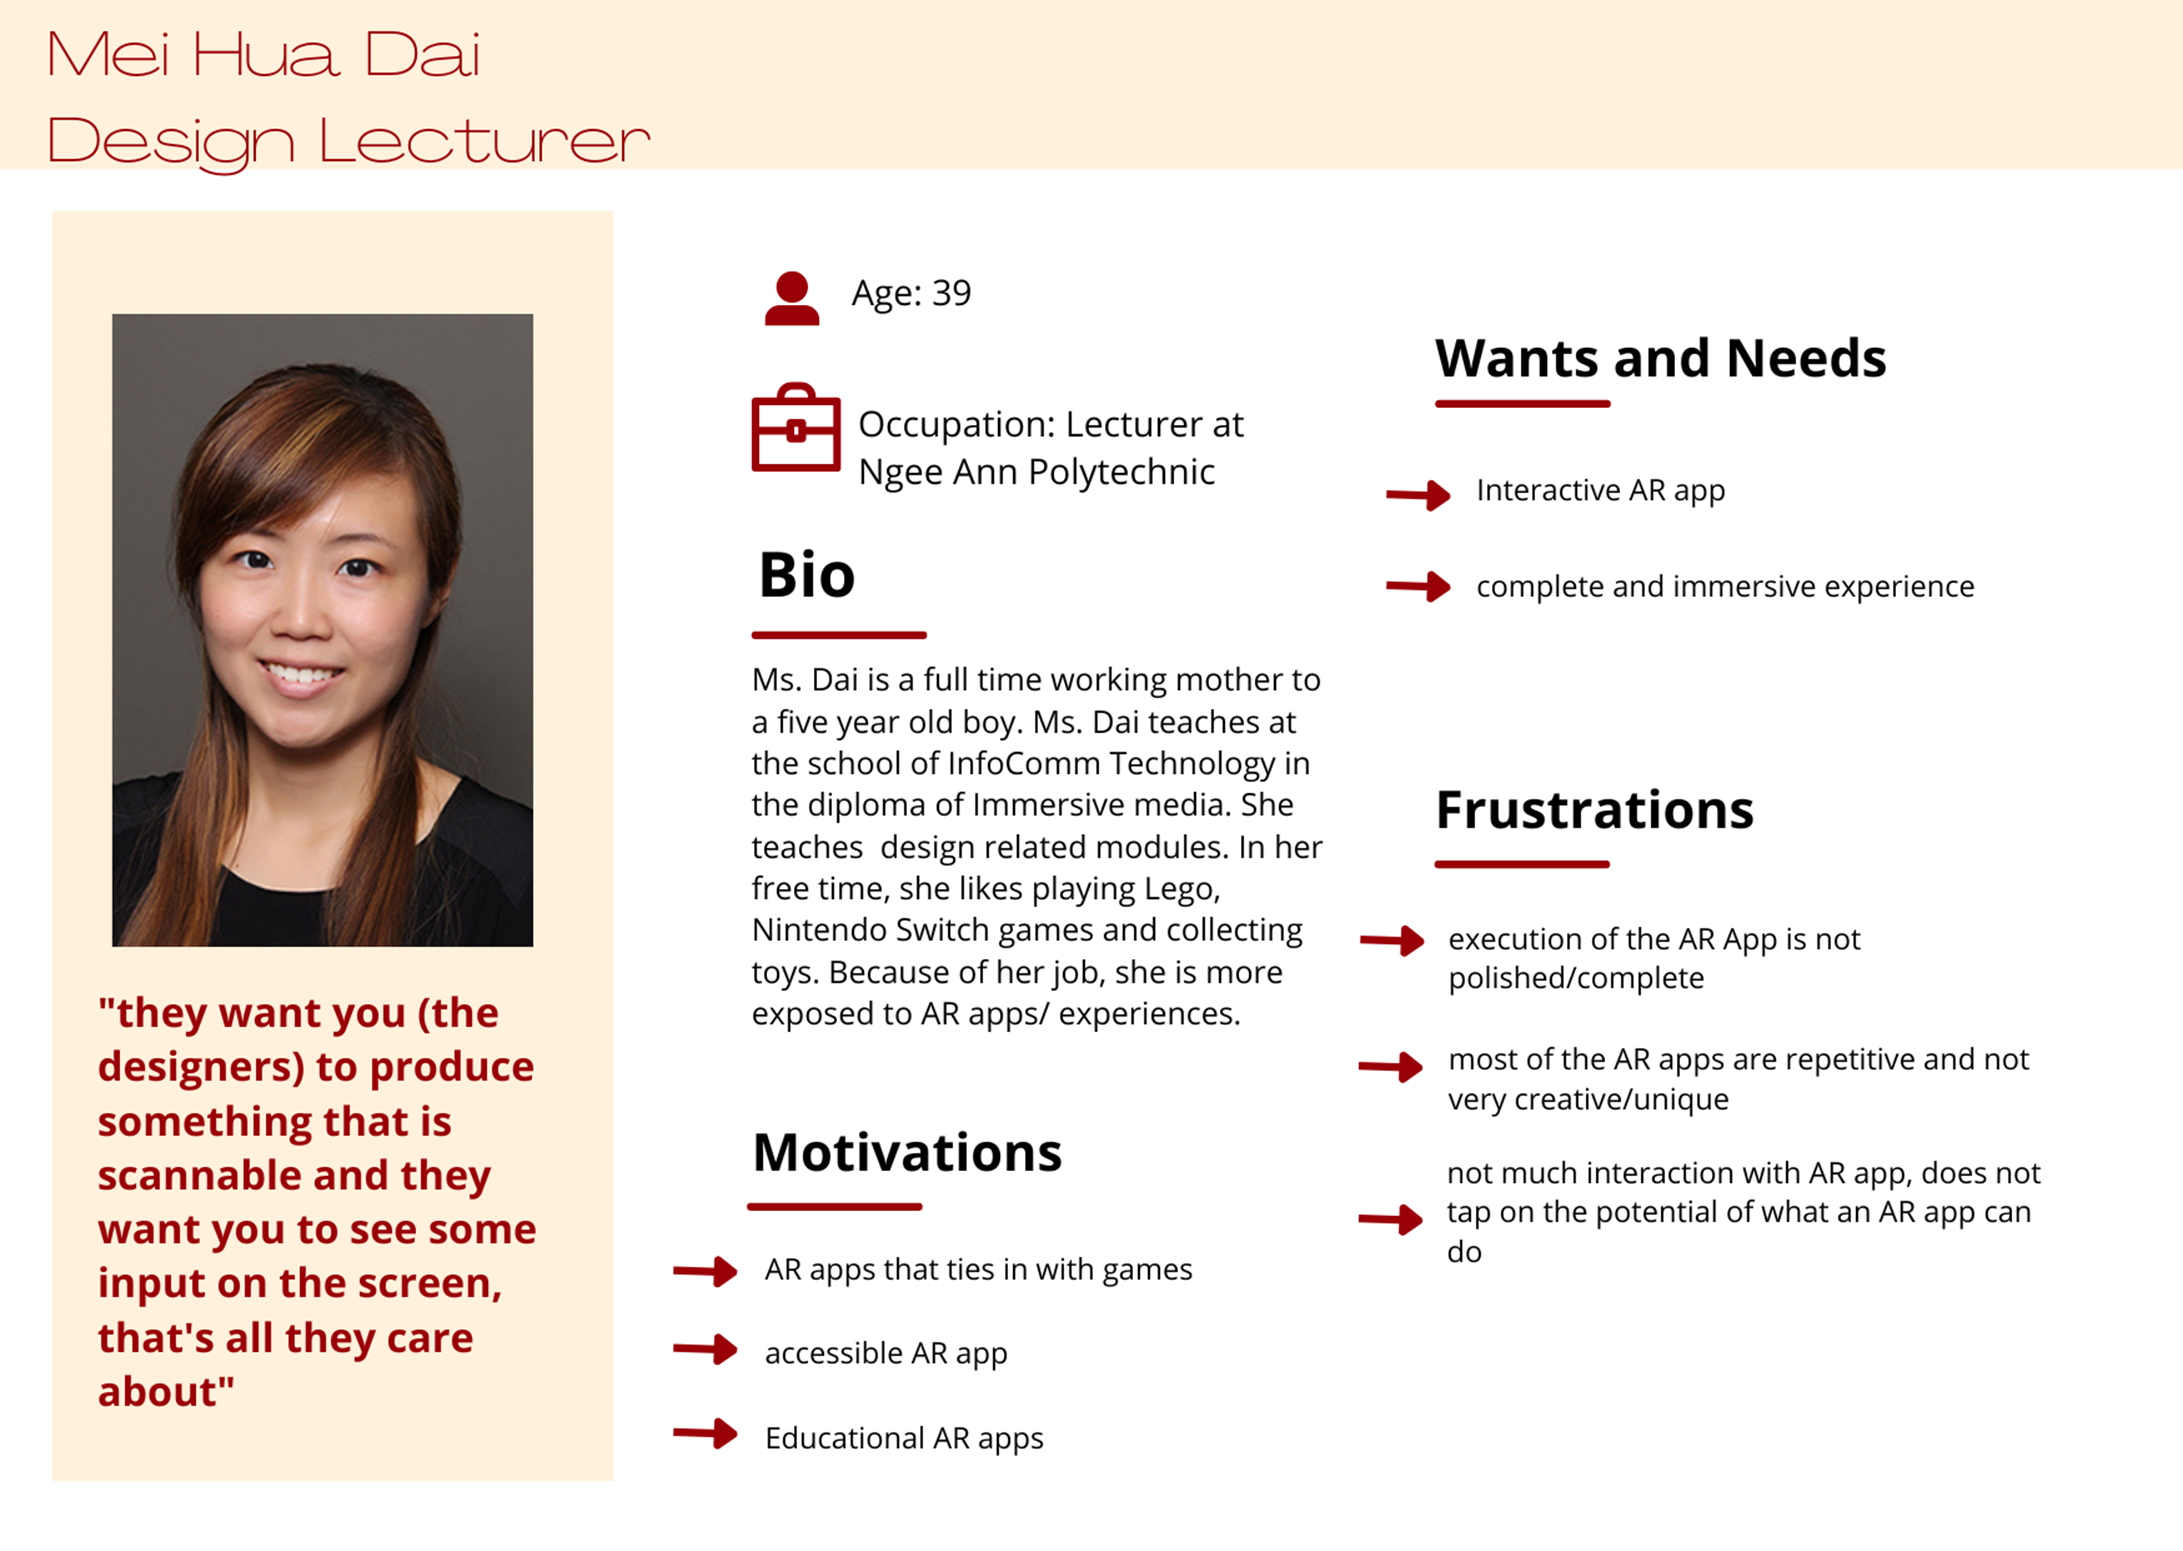 Mei Hua Dai
Design Lecturer
"they want you (the
designers) to produce
something that is
scannable and they
want you to see some
input on the screen,
that's all they care
about"
Age: 39
Occupation: Lecturer at
Ngee Ann Polytechnic
Bio
Ms. Dai is a full time working mother to
a five year old boy. Ms. Dai teaches at
the school of InfoComm Technology in
the diploma of Immersive media. She
teaches  design related modules. In her
free time, she likes playing Lego,
Nintendo Switch games and collecting
toys. Because of her job, she is more
exposed to AR apps/ experiences.
Motivations
AR apps that ties in with games
accessible AR app
Educational AR apps
Wants and Needs
Interactive AR app
complete and immersive experience
Frustrations
execution of the AR App is not
polished/complete
most of the AR apps are repetitive and not
very creative/unique
not much interaction with AR app, does not
tap on the potential of what an AR app can
do